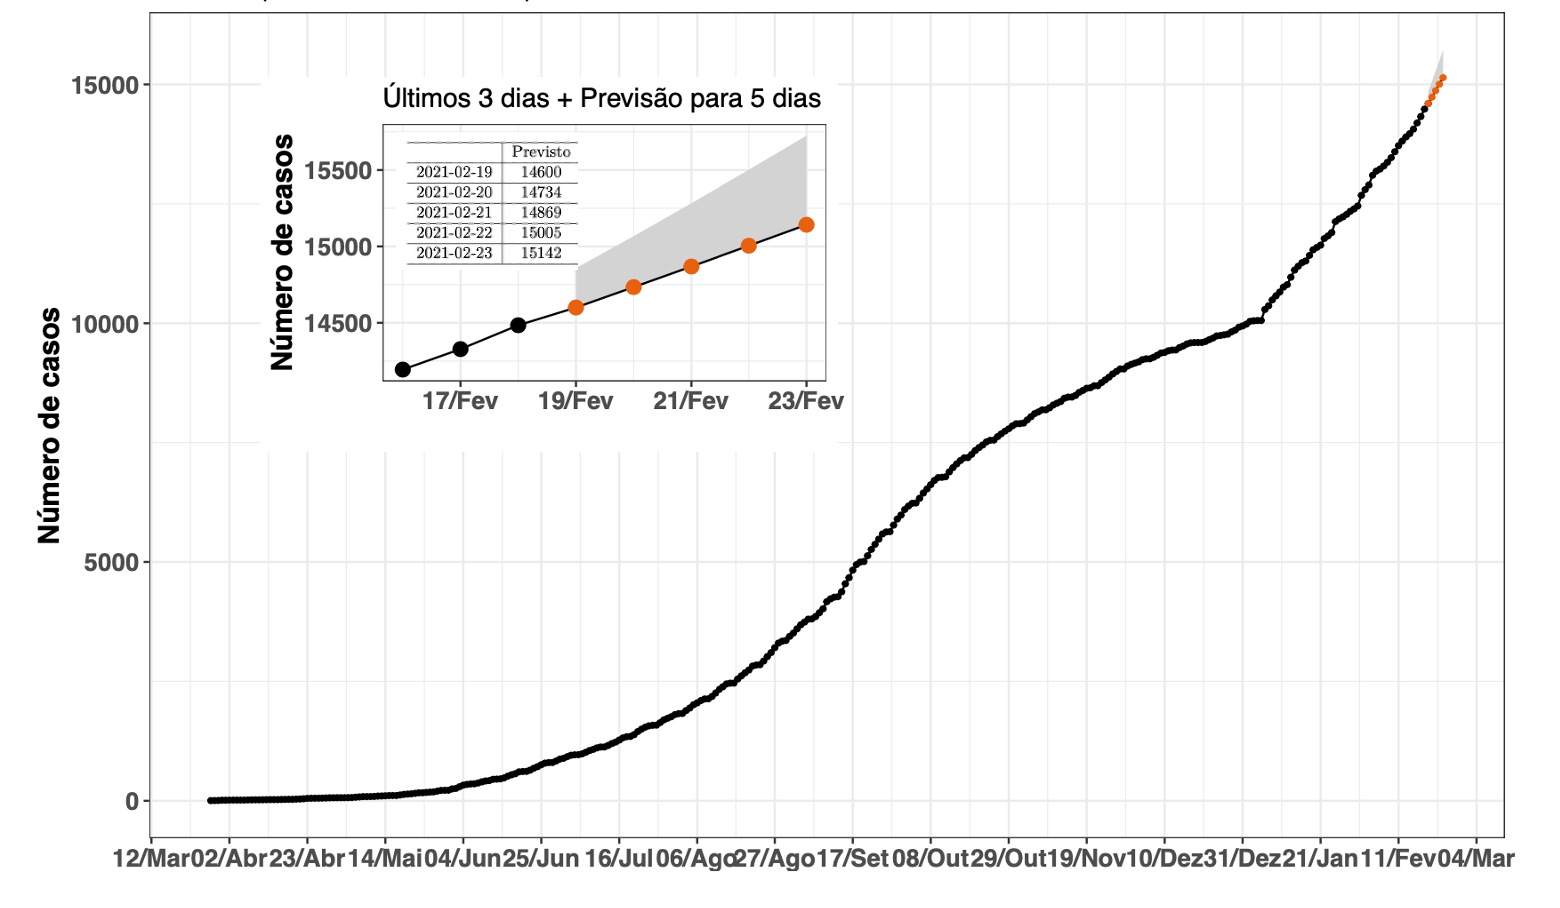 Últimos 3 dias + Previsão para 5 dias
Número de casos
15500
15000
14500
Previsto
2021-02-19 14600
2021-02-20 14734
2021-02-21 14869
2021-02-22 15005
2021-02-23 15142
17/Fev 19/Fev 21/Fev 23/Fev
Número de casos
15000
10000
5000
0
12/Mar 02/Abr 23/Abr 14/Mai 04/Jun 25/Jun 16/Jul 06/Ago 27/Ago 17/Set 08/Out 29/Out 19/Nov 10/Dez 31/Dez 21/Jan 11/Fev 04/Mar